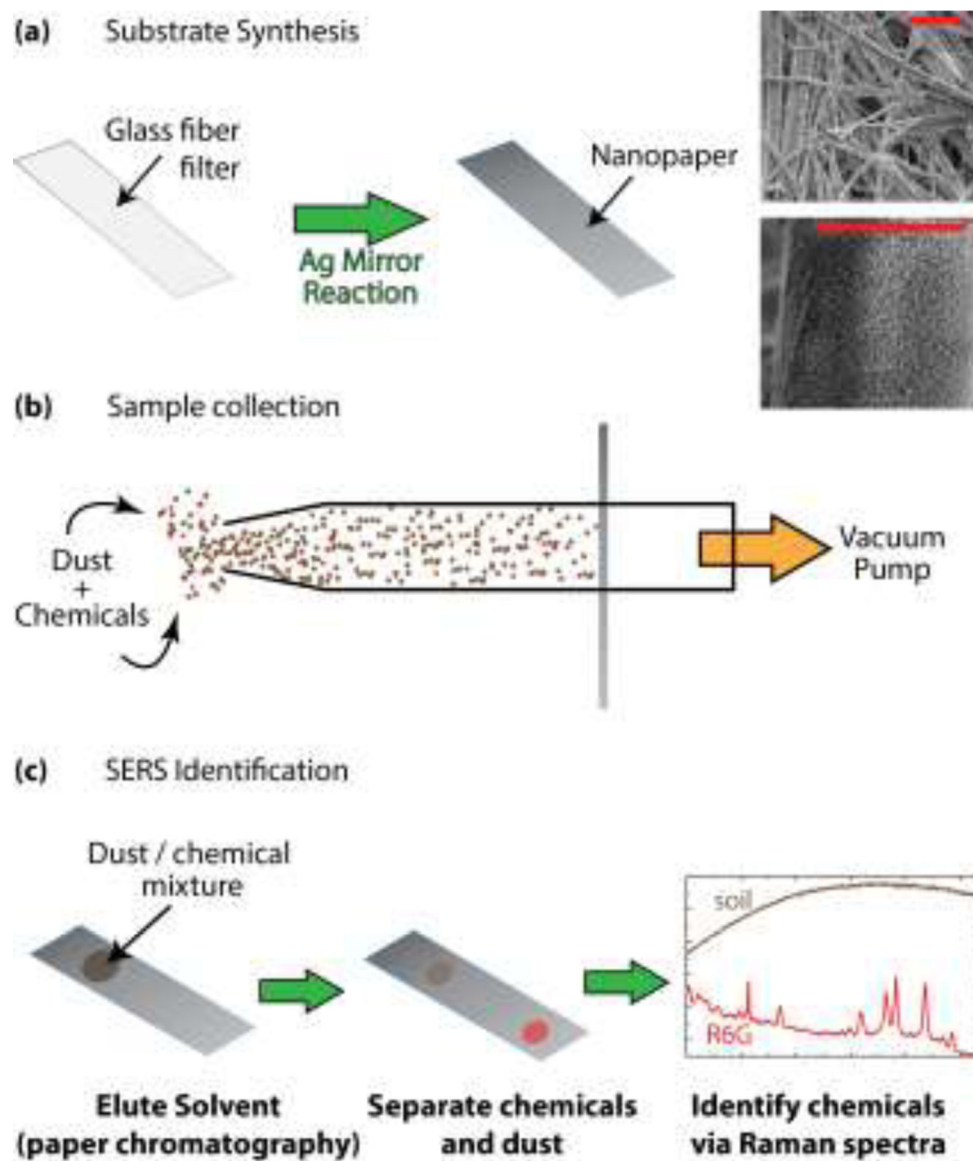 (a) Substrate Synthesis
Glass fiber
filter
Ag Mirror
Reaction
Nanopaper
(b) Sample collection
Dust
+
Chemicals
Vacuum
Pump
(c) SERS Identification
Dust / chemical
mixture
soil
R6G
Elute Solvent
(paper chromatography)
Separate chemicals
and dust
Identify chemicals
via Raman spectra